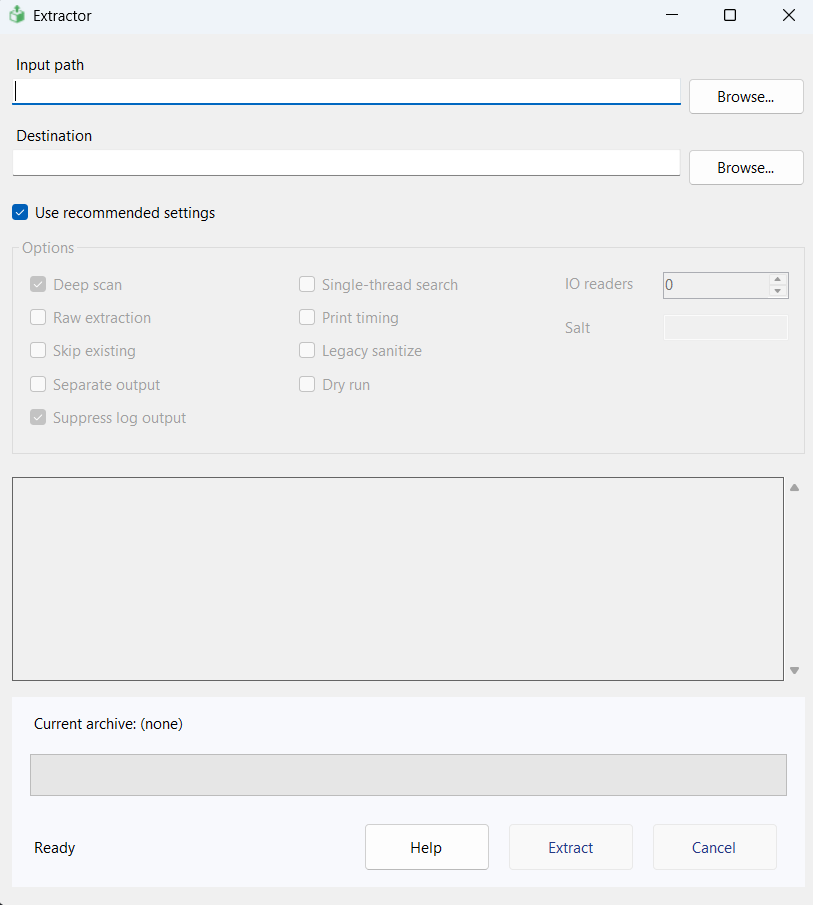 Extractor
Input path
Browse...
Destination
Browse...
Use recommended settings
Options
Deep scan
Single-thread search
IO readers
0
Raw extraction
Print timing
Salt
Skip existing
Legacy sanitize
Separate output
Dry run
Suppress log output
Current archive: (none)
Ready
Help
Extract
Cancel